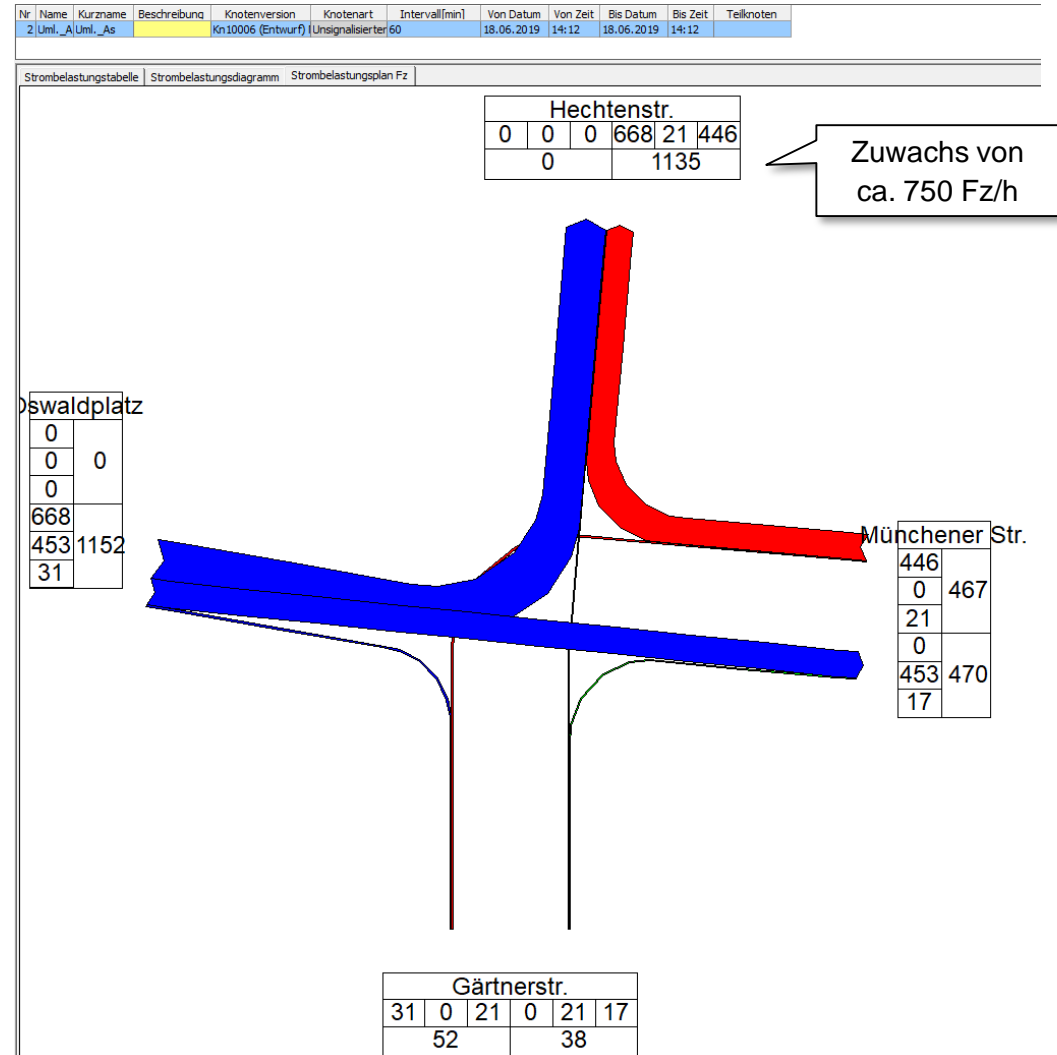 Nr Name Kurzname Beschreibung Knotenversion Knotenart Intervall[min] Von Datum Von Zeit Bis Datum Bis Zeit Teilknoten
2 Uml._A Uml._As Kn10006 (Entwurf) Unsignalisierter 60 18.06.2019 14:12 18.06.2019 14:12
Strombelastungstabelle Strombelastungsdiagramm Strombelastungsplan Fz
Hechtenstr.
0 0 0 668 21 446
0 1135
Zuwachs von
ca. 750 Fz/h
Oswaldplatz
0
0 0
0
668
453 1152
31
Münchener Str.
446
0 467
21
0
453 470
17
Gärtnerstr.
31 0 21 0 21 17
52 38